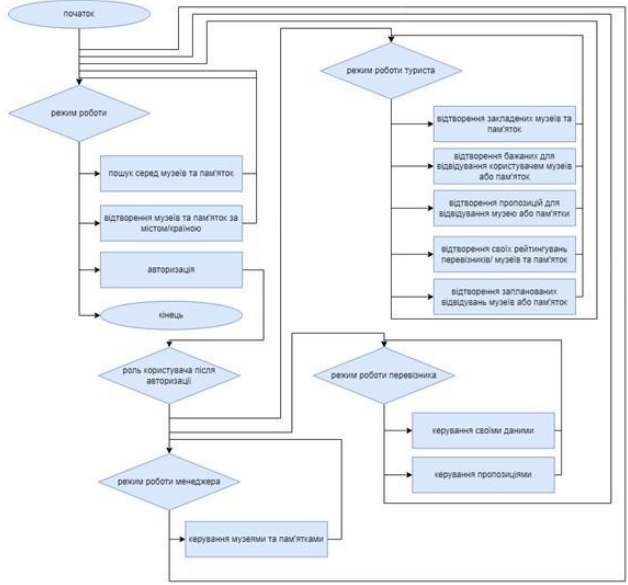 початок
режим роботи
пошук серед музеїв та пам'яток
відтворення музеїв та пам'яток за
містом/країною
авторизація
кінець
роль користувача після
авторизації
режим роботи менеджера
керування музеями та пам'ятками
режим роботи туриста
відтворення закладених музеїв та
пам'яток
відтворення бажаних для
відвідування користувачем музеїв
або пам'яток
відтворення пропозицій для
відвідування музею або пам'ятки
відтворення своїх рейтингувань
перевізників/ музеїв та пам'яток
відтворення запланованих
відвідувань музеїв або пам'яток
режим роботи перевізника
керування своїми даними
керування пропозиціями